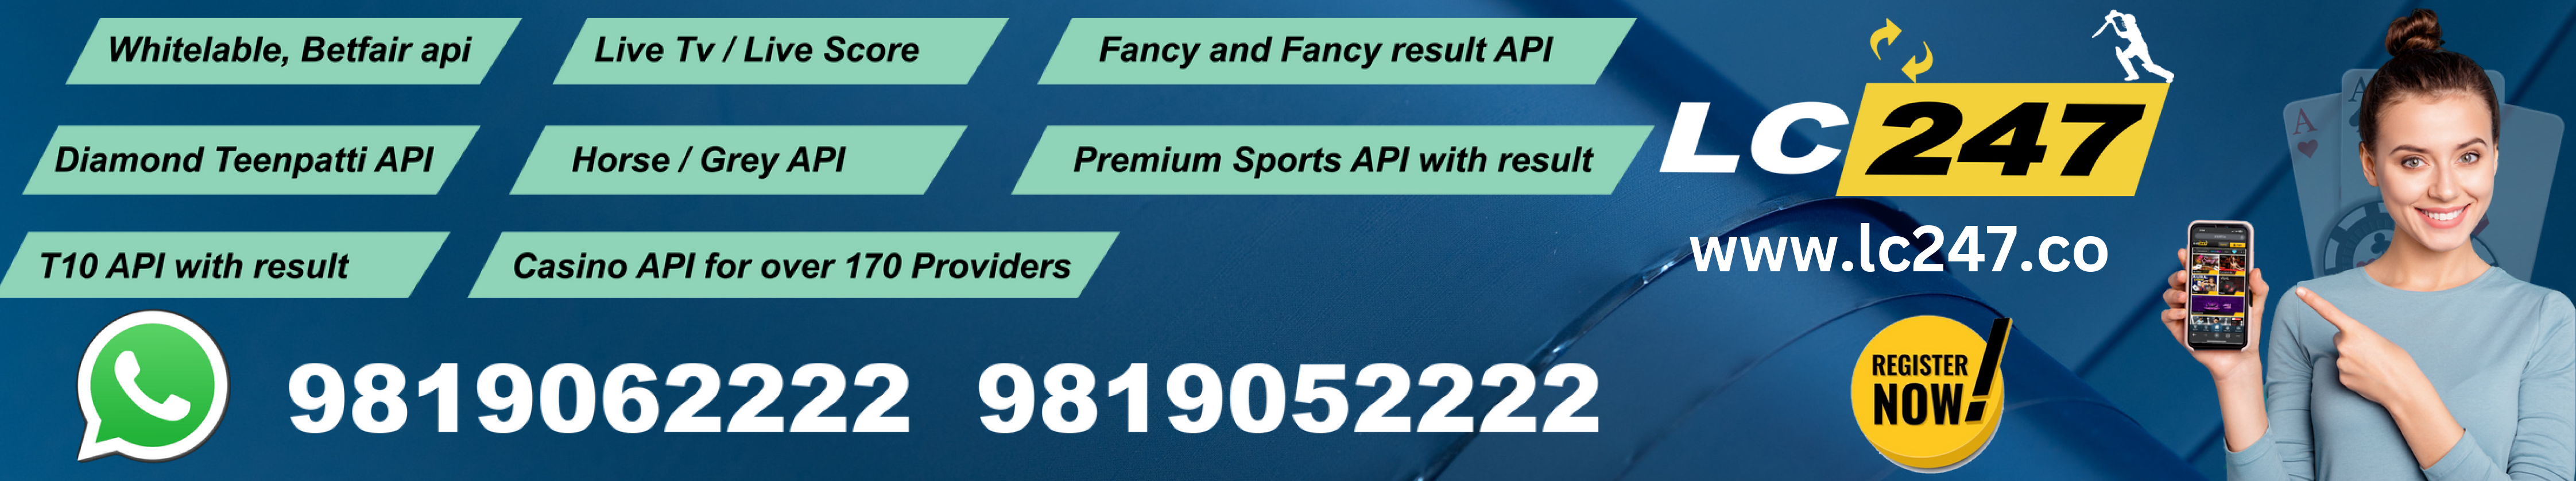 Whitelable, Betfair api
Live Tv / Live Score
Fancy and Fancy result API
Diamond Teenpatti API
Horse / Grey API
Premium Sports API with result
T10 API with result
Casino API for over 170 Providers
9819062222 9819052222
LC247
www.lc247.co
REGISTER
NOW!
A
A